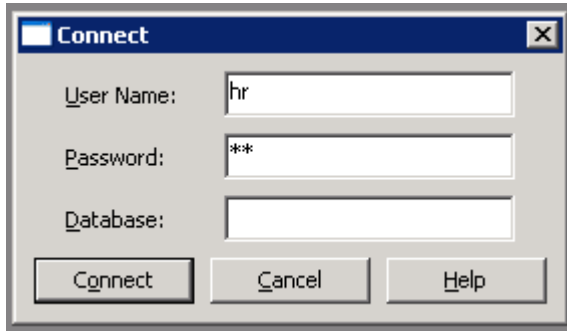 Connect
User Name: hr
Password: **
Database:
Connect Cancel Help